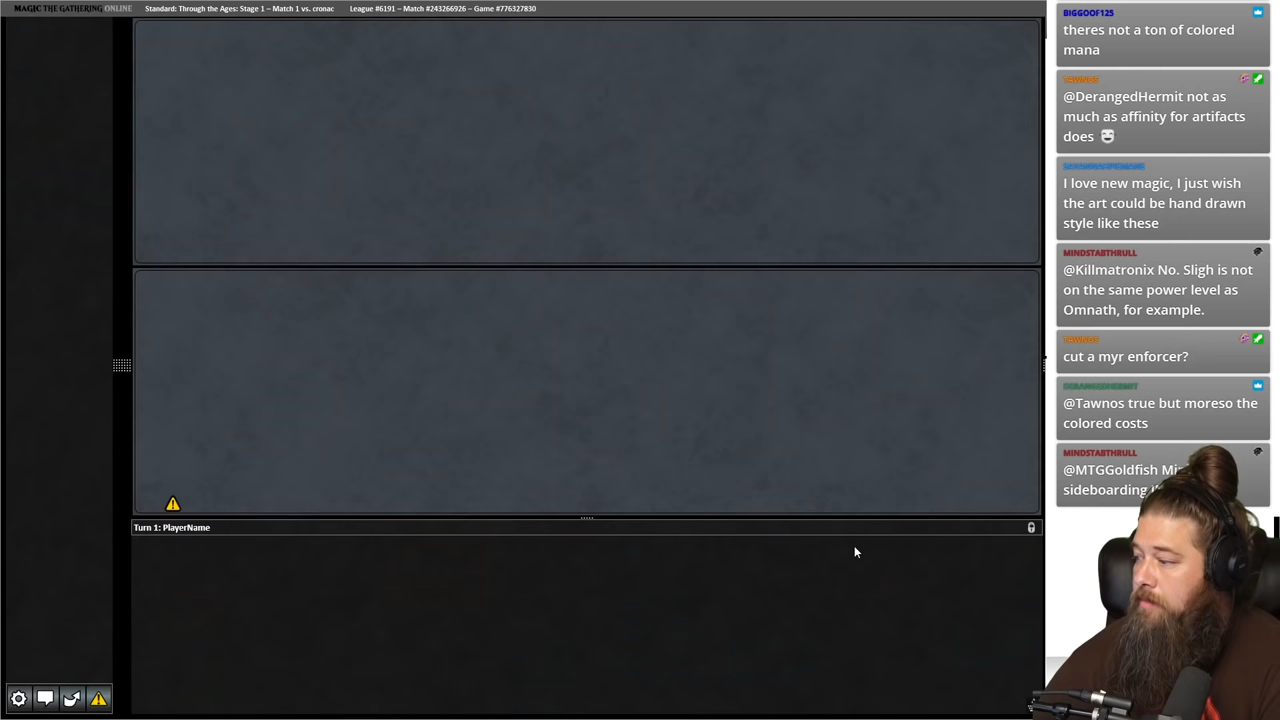 MAGIC THE GATHERING ONLINE
Standard: Through the Ages: Stage 1 – Match 1 vs. cronac
League #6191 – Match #243266926 – Game #776327830
Turn 1: PlayerName
BIGGOOF125
theres not a ton of colored
mana
TAWNOS
@DerangedHermit not as
much as affinity for artifacts
does
I love new magic, I just wish
the art could be hand drawn
style like these
MINDSTABTHRULL
@Killmatronix No. Sligh is not
on the same power level as
Omnath, for example.
TAWNOS
cut a myr enforcer?
DERANGEDHERMIT
@Tawnos true but moreso the
colored costs
MINDSTABTHRULL
@MTGGoldfish
sideboarding